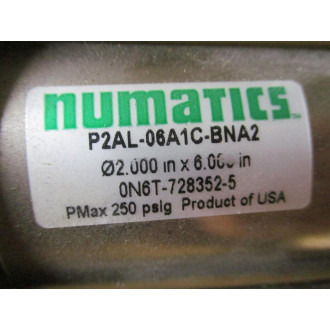 numatics
P2AL-06A1C-BNA2
Ø2.000 in x 6.000 in
0N6T-728352-5
PMax 250 psig Product of USA